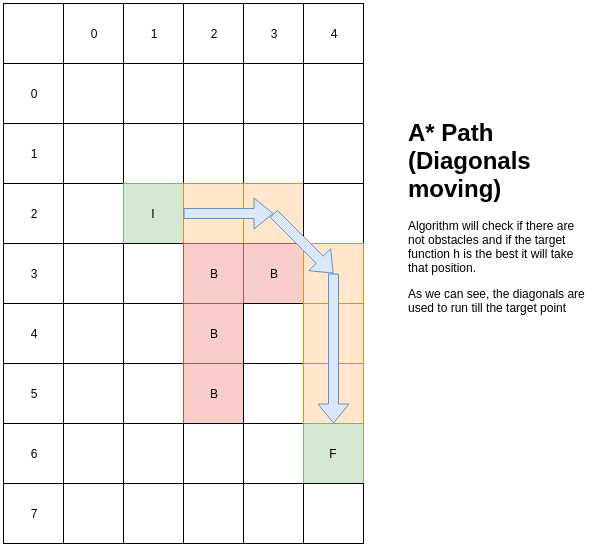 0 1 2 3 4
0
1
2 I
3 B B
4 B
5 B
6 F
7
A* Path
(Diagonals
moving)
Algorithm will check if there are
not obstacles and if the target
function h is the best it will take
that position.
As we can see, the diagonals are
used to run till the target point